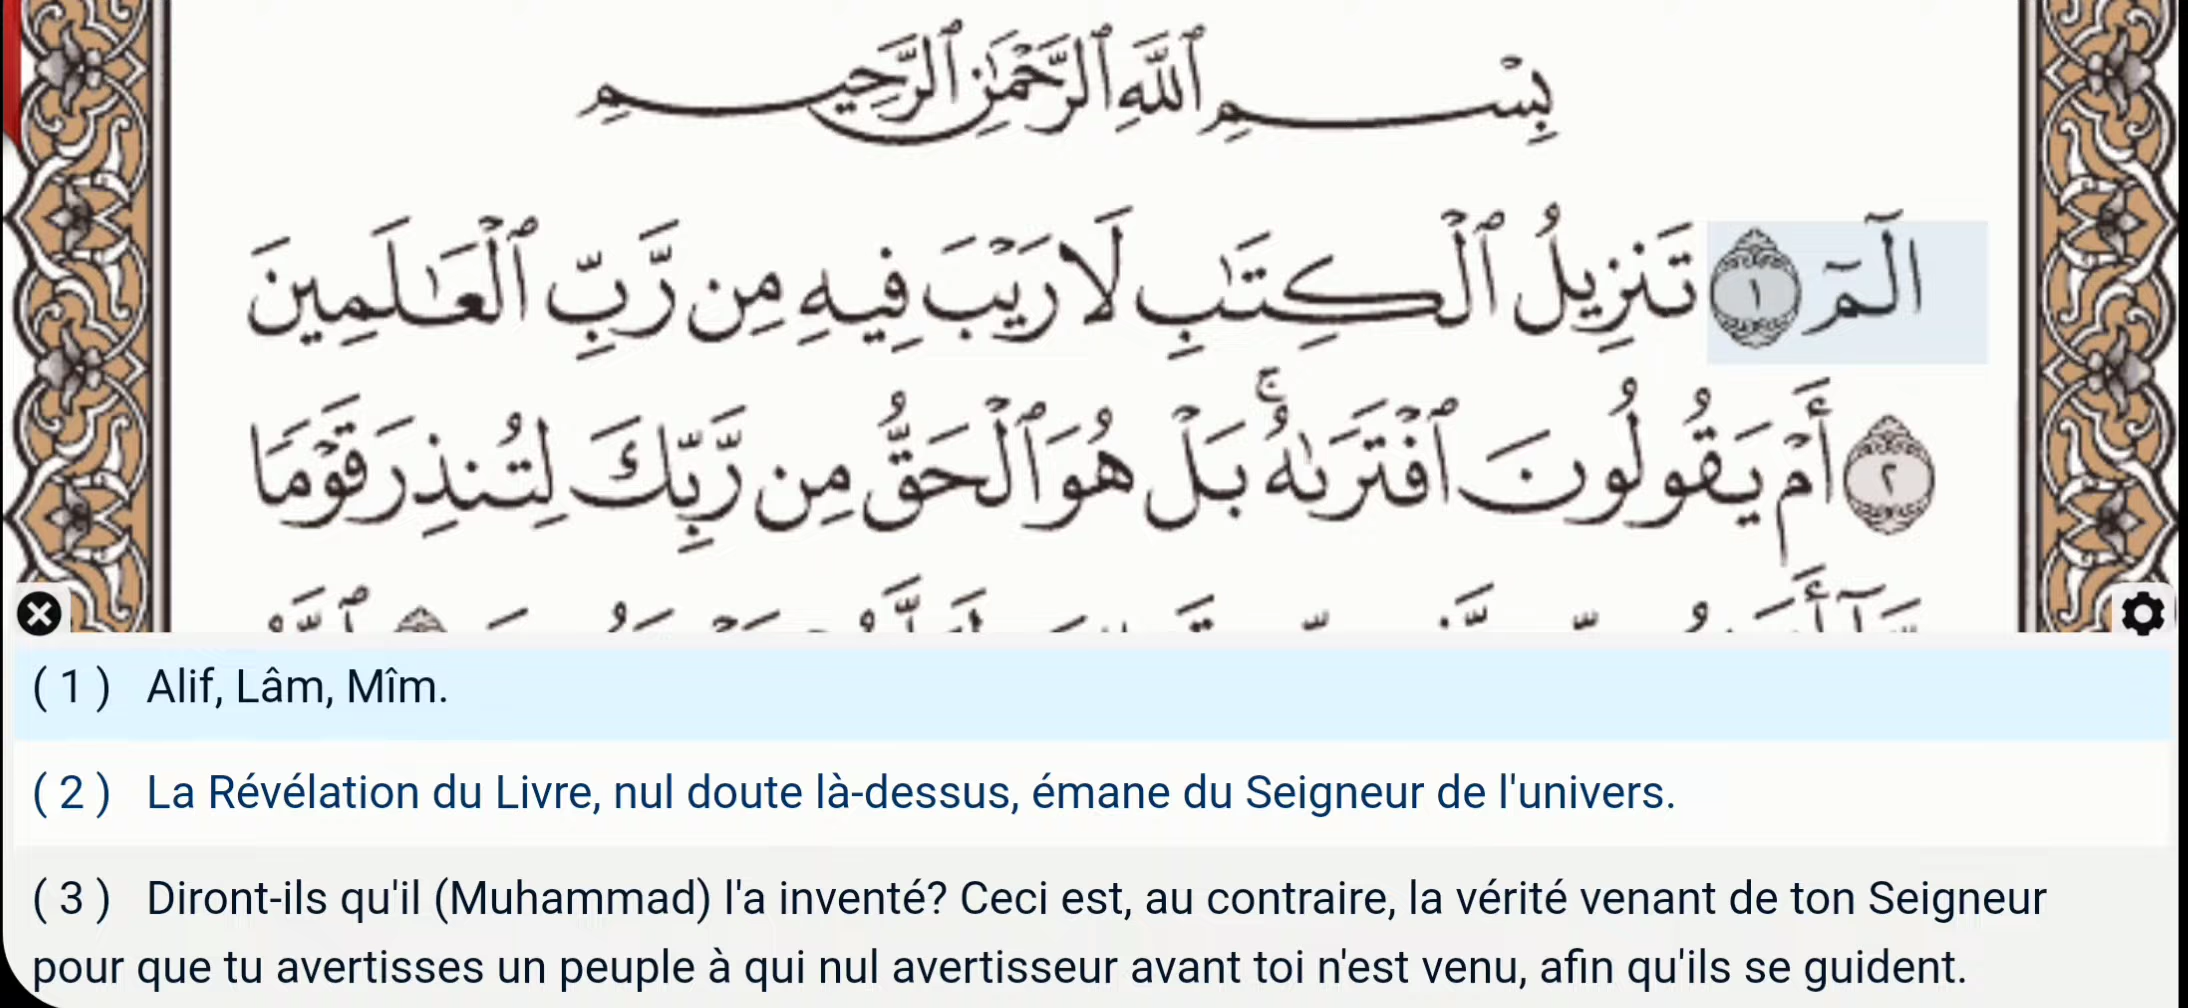 بِسْمِ ٱللَّهِ ٱلرَّحْمَٰنِ ٱلرَّحِيمِ
الٓمٓ ١ تَنزِيلُ ٱلْكِتَٰبِ لَا رَيْبَ فِيهِ مِن رَّبِّ ٱلْعَٰلَمِينَ
٢ أَمْ يَقُولُونَ ٱفْتَرَىٰهُ ۚ بَلْ هُوَ ٱلْحَقُّ مِن رَّبِّكَ لِتُنذِرَ قَوْمًا
( 1 ) Alif, Lâm, Mîm.
( 2 ) La Révélation du Livre, nul doute là-dessus, émane du Seigneur de l'univers.
( 3 ) Diront-ils qu'il (Muhammad) l'a inventé? Ceci est, au contraire, la vérité venant de ton Seigneur
pour que tu avertisses un peuple à qui nul avertisseur avant toi n'est venu, afin qu'ils se guident.